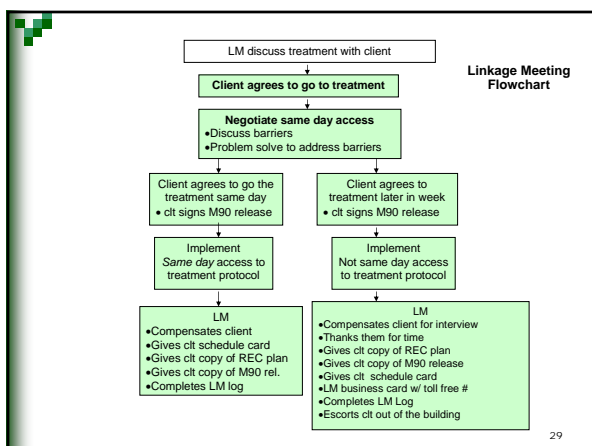 LM discuss treatment with client
Linkage Meeting
Flowchart
Client agrees to go to treatment
Negotiate same day access
•Discuss barriers
•Problem solve to address barriers
Client agrees to go the
treatment same day
• clt signs M90 release
Client agrees to
treatment later in week
• clt signs M90 release
Implement
Same day access to
treatment protocol
Implement
Not same day access
to treatment protocol
LM
•Compensates client
•Gives clt schedule card
•Gives clt copy of REC plan
•Gives clt copy of M90 rel.
•Completes LM log
LM
•Compensates client for interview
•Thanks them for time
•Gives clt copy of REC plan
•Gives clt copy of M90 release
•Gives clt  schedule card
•LM business card w/ toll free #
•Completes LM Log
•Escorts clt out of the building
29